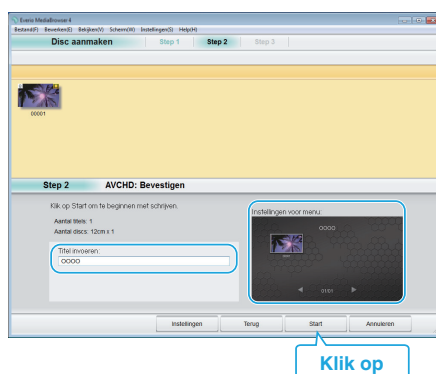 Everio MediaBrowser 4
Bestand(F) Bewerken(E) Bekijken(V) Scherm(W) Instellingen(S) Help(H)
Disc aanmaken Step 1 Step 2 Step 3
00001
Step 2 AVCHD: Bevestigen
Klik op Start om te beginnen met schrijven.
Aantal titels: 1
Aantal discs: 12cm x 1
Titel invoeren:
OOOO
Instellingen voor menu:
OOOO
01/01
Instellingen Terug Start Annuleren
Klik op